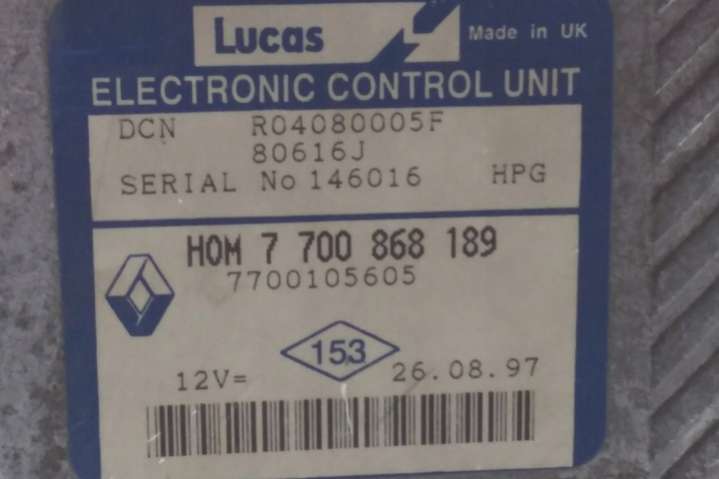 Lucas Made in UK
ELECTRONIC CONTROL UNIT
DCN R04080005F
80616J
SERIAL No 146016 HPG
HOM 7 700 868 189
7700105605
153
12V= 26.08.97